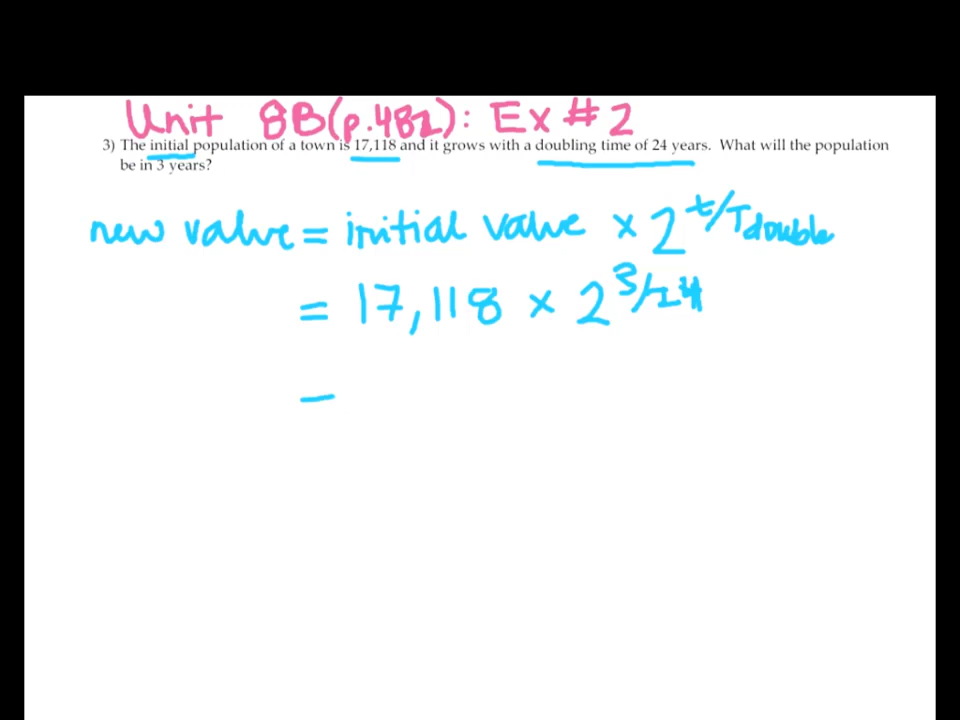 Unit 8B(p.482): Ex #2
3) The initial population of a town is 17,118 and it grows with a doubling time of 24 years. What will the population
be in 3 years?
new value = initial value × 2^t/Tdouble
= 17,118 × 2^3/24